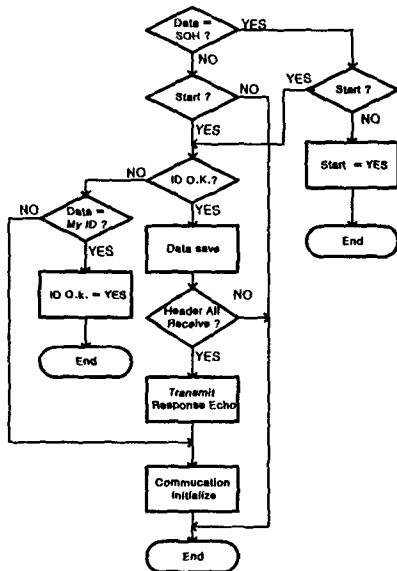 Data =
SOH ?
YES
NO
Start ?
NO
YES
Start ?
YES
NO
Start = YES
End
NO
ID O.K.?
NO
Data =
My ID ?
YES
YES
Data save
ID O.k. = YES
End
Header All
Receive ?
NO
YES
Transmit
Response Echo
Commucation
Initialize
End